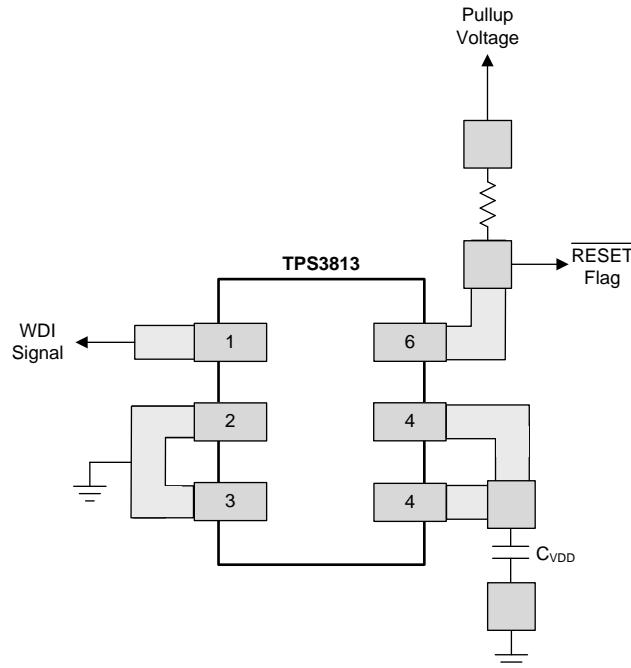 Pullup
Voltage
RESET
Flag
TPS3813
WDI
Signal
1
6
2
4
3
4
CVDD